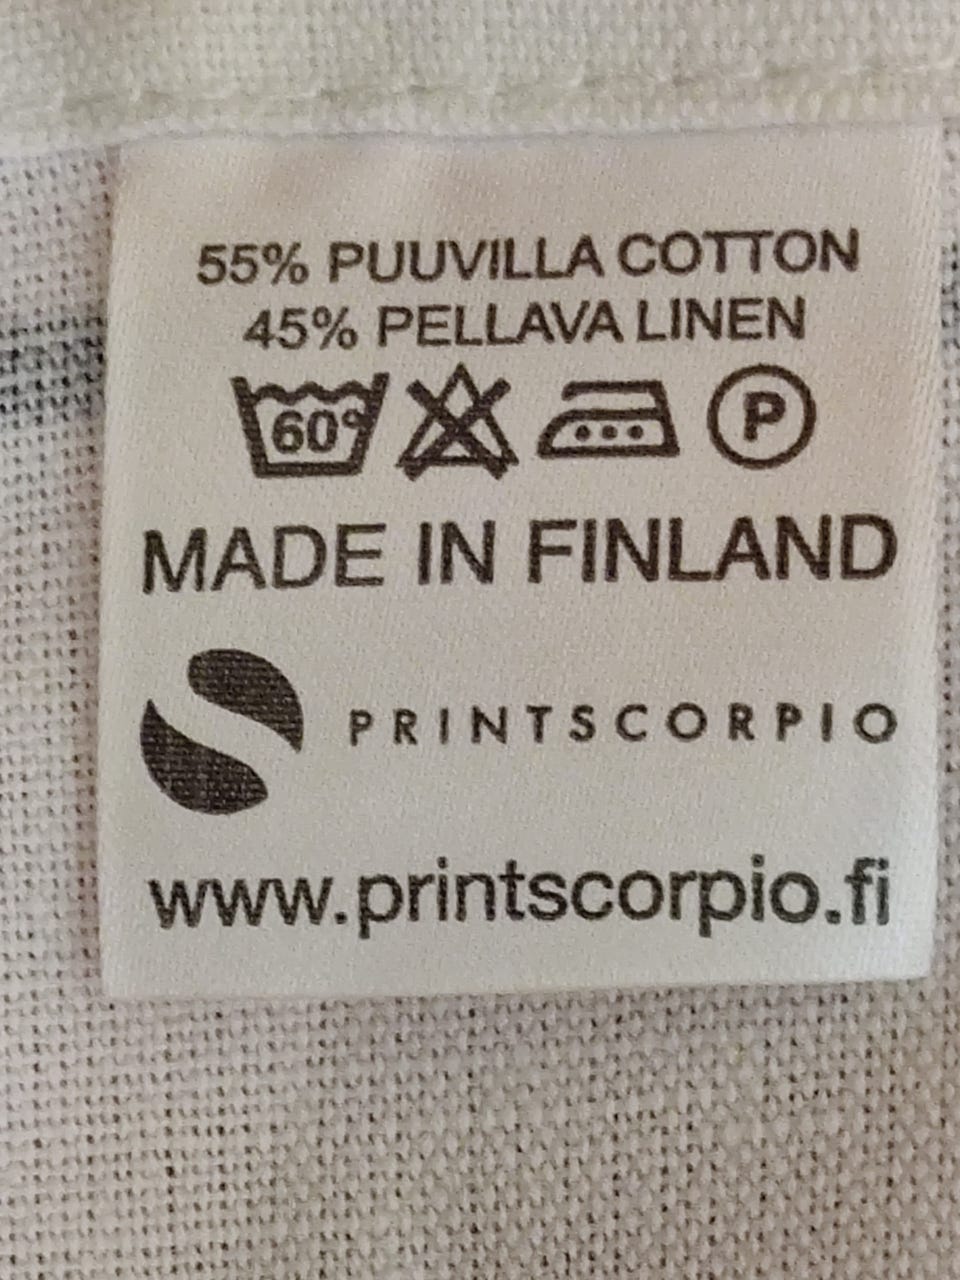 55% PUUVILLA COTTON
45% PELLAVA LINEN
60° P
MADE IN FINLAND
PRINTSCORPIO
www.printscorpio.fi